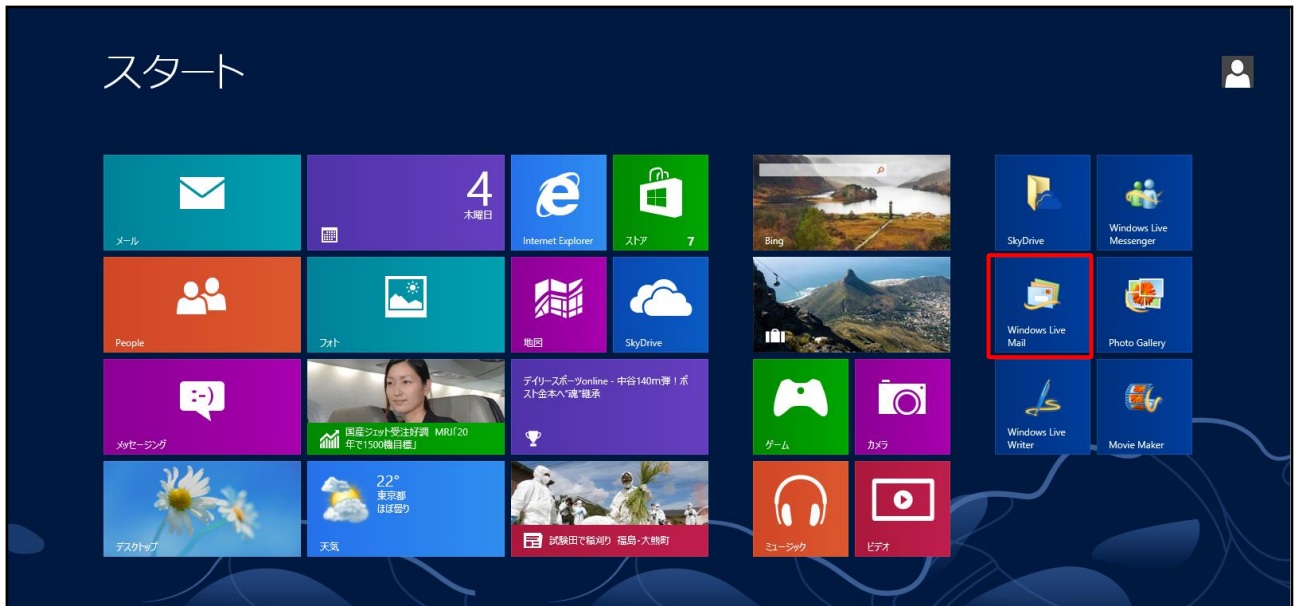 スタート
メール
4
木曜日
Internet Explorer
ストア
7
People
フォト
地図
SkyDrive
メッセージング
国産ジェット受注好調 MRJ「20
年で1500機目標」
デイリースポーツonline - 中谷140m弾！ポ
スト金本へ“魂”継承
デスクトップ
22°
東京都
ほぼ曇り
天気
試験田で稲刈り 福島・大熊町
Bing
ゲーム
カメラ
ミュージック
ビデオ
SkyDrive
Windows Live
Messenger
Windows Live
Mail
Photo Gallery
Windows Live
Writer
Movie Maker